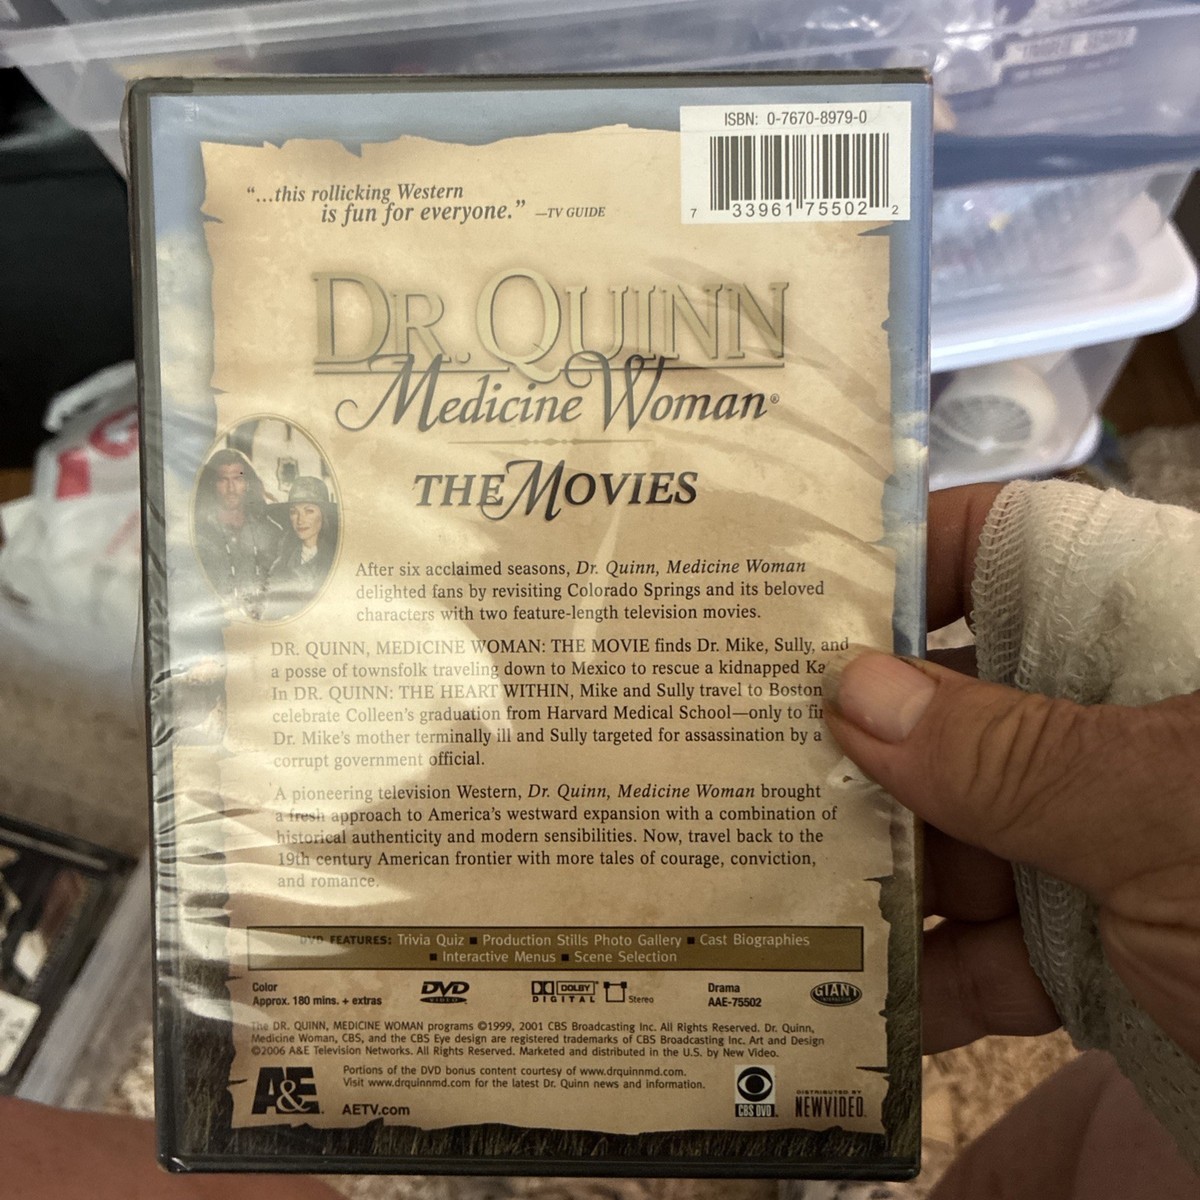 ISBN: 0-7670-8979-0
7 33961 75502 2
“...this rollicking Western
is fun for everyone.” —TV GUIDE
DR. QUINN
Medicine Woman®
THE MOVIES
After six acclaimed seasons, Dr. Quinn, Medicine Woman
delighted fans by revisiting Colorado Springs and its beloved
characters with two feature-length television movies.
DR. QUINN, MEDICINE WOMAN: THE MOVIE finds Dr. Mike, Sully, and
a posse of townsfolk traveling down to Mexico to rescue a kidnapped
In DR. QUINN: THE HEART WITHIN, Mike and Sully travel to Boston
celebrate Colleen's graduation from Harvard Medical School—only to
Dr. Mike's mother terminally ill and Sully targeted for assassination by a
corrupt government official.
A pioneering television Western, Dr. Quinn, Medicine Woman brought
a fresh approach to America's westward expansion with a combination of
historical authenticity and modern sensibilities. Now, travel back to the
19th century American frontier with more tales of courage, conviction,
and romance.
DVD FEATURES: Trivia Quiz ■ Production Stills Photo Gallery ■ Cast Biographies
■ Interactive Menus ■ Scene Selection
Color
Approx. 180 mins. + extras
DVD VIDEO
DOLBY DIGITAL
Stereo
Drama
AAE-75502
GIANT
The DR. QUINN, MEDICINE WOMAN programs ©1999, 2001 CBS Broadcasting Inc. All Rights Reserved. Dr. Quinn,
Medicine Woman, CBS, and the CBS Eye design are registered trademarks of CBS Broadcasting Inc. Art and Design
©2006 A&E Television Networks. All Rights Reserved. Marketed and distributed in the U.S. by New Video.
Portions of the DVD bonus content courtesy of www.drquinnmd.com.
Visit www.drquinnmd.com for the latest Dr. Quinn news and information.
A&E.
AETV.com
CBS DVD
DISTRIBUTED BY
NEWVIDEO